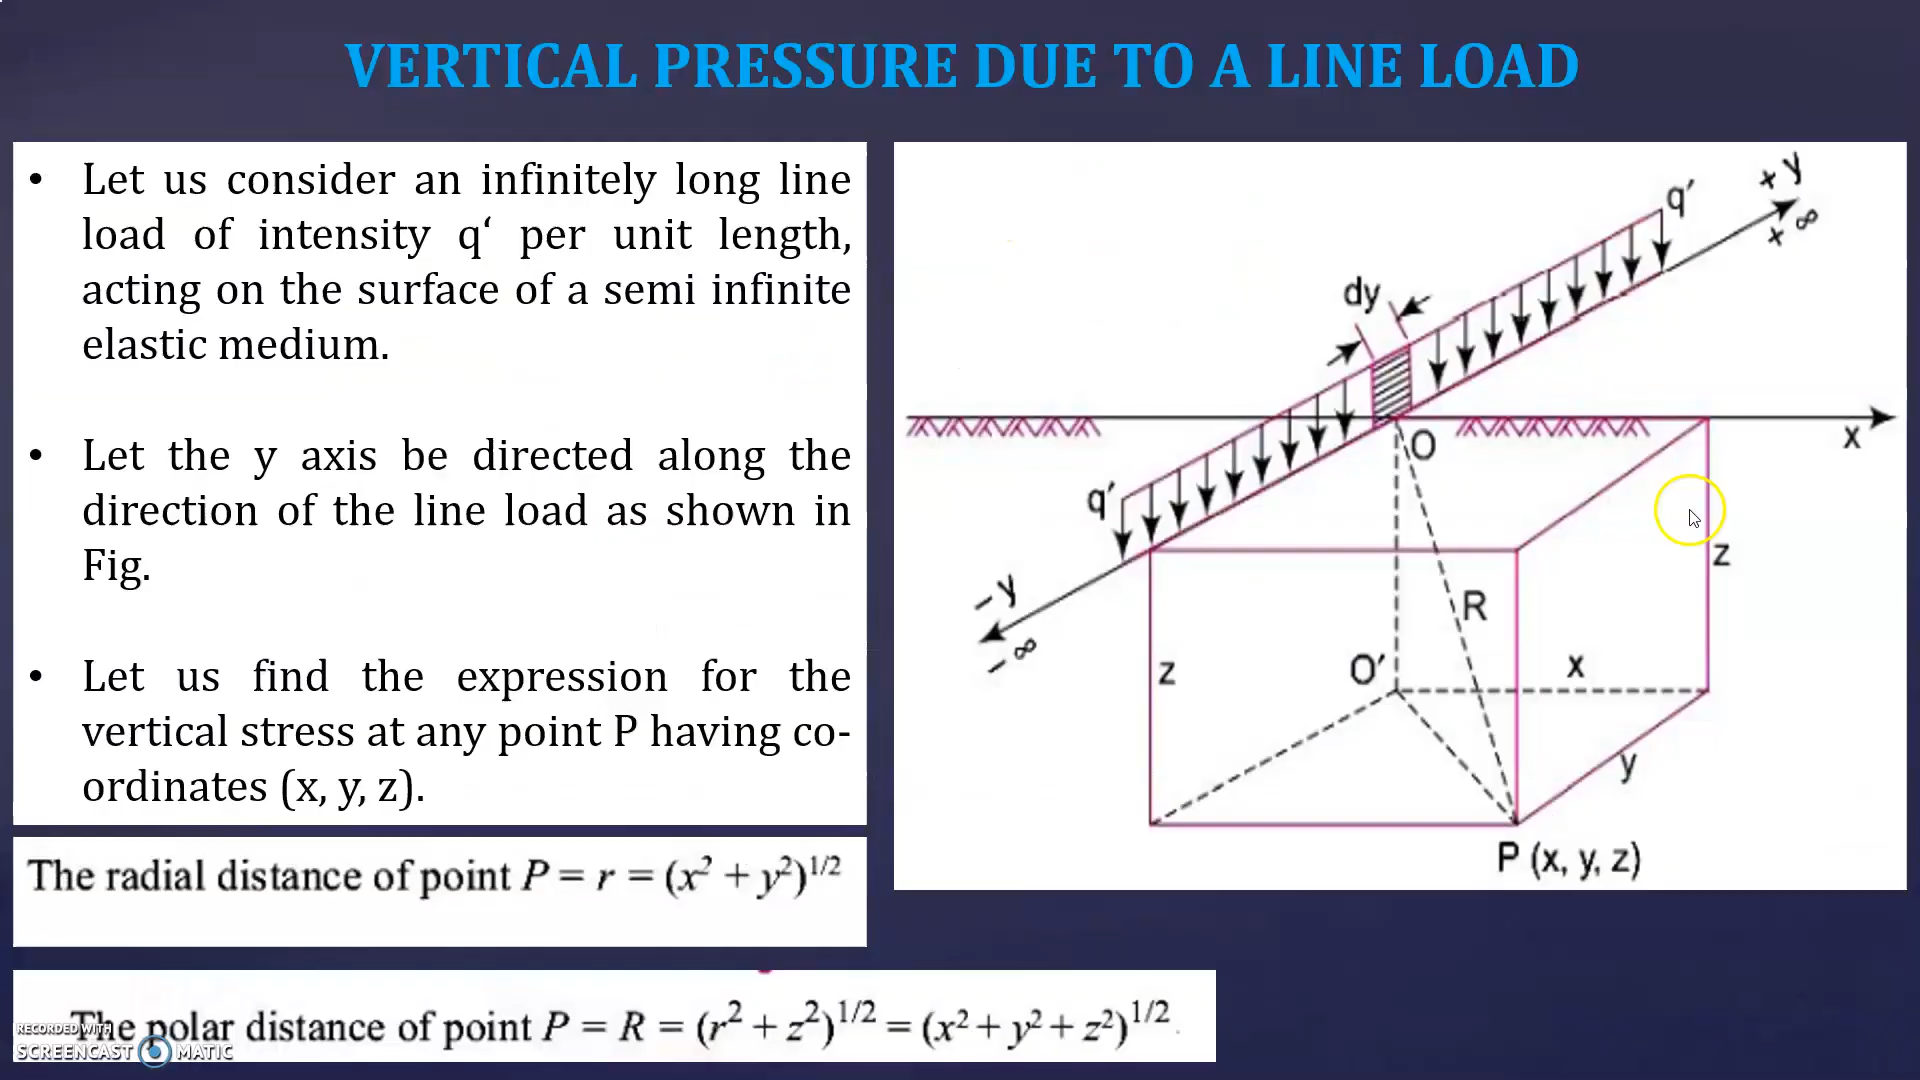 VERTICAL PRESSURE DUE TO A LINE LOAD
• Let us consider an infinitely long line
load of intensity q‘ per unit length,
acting on the surface of a semi infinite
elastic medium.
• Let the y axis be directed along the
direction of the line load as shown in
Fig.
• Let us find the expression for the
vertical stress at any point P having co-
ordinates (x, y, z).
The radial distance of point P = r = (x² + y²)^1/2
The polar distance of point P = R = (r² + z²)^1/2 = (x² + y² + z²)^1/2
RECORDED WITH
SCREENCAST MATIC
+ y
+ ∞
q′
dy
x
O
q′
z
− y
− ∞
R
z
O′
x
y
P (x, y, z)